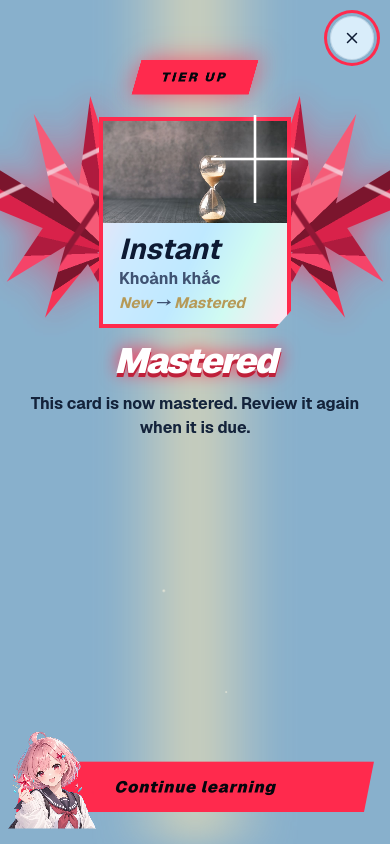 TIER UP
Instant
Khoảnh khắc
New → Mastered
Mastered
This card is now mastered. Review it again
when it is due.
Continue learning